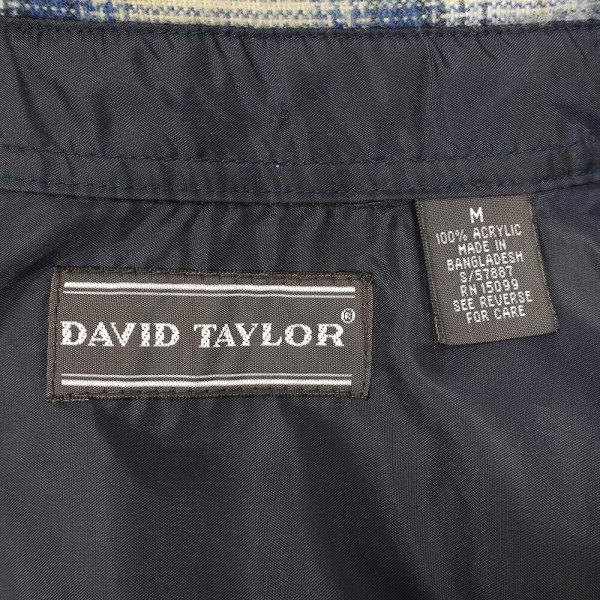 DAVID TAYLOR®
M
100% ACRYLIC
MADE IN
BANGLADESH
S/57887
RN 15099
SEE REVERSE
FOR CARE